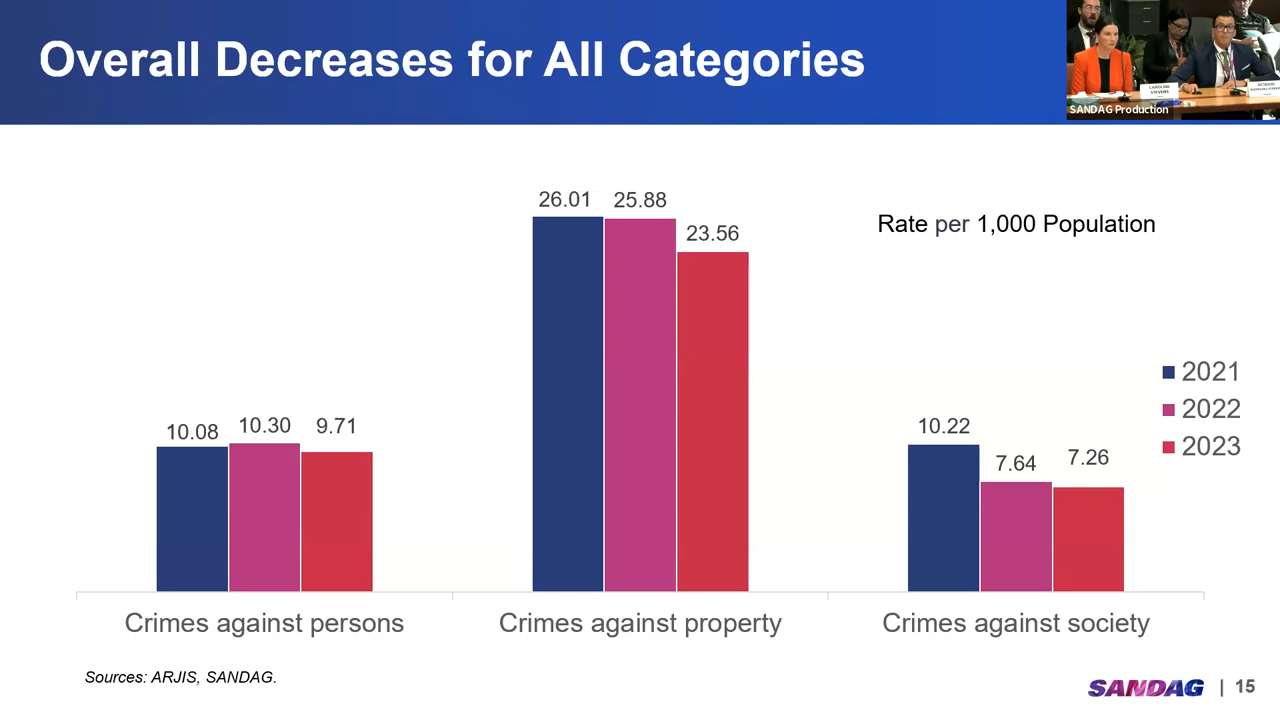 Overall Decreases for All Categories
CAROLINE
STEVENS
SANDAG Production
Rate per 1,000 Population
26.01 25.88 23.56
10.08 10.30 9.71
10.22 7.64 7.26
2021
2022
2023
Crimes against persons Crimes against property Crimes against society
Sources: ARJIS, SANDAG.
SANDAG | 15